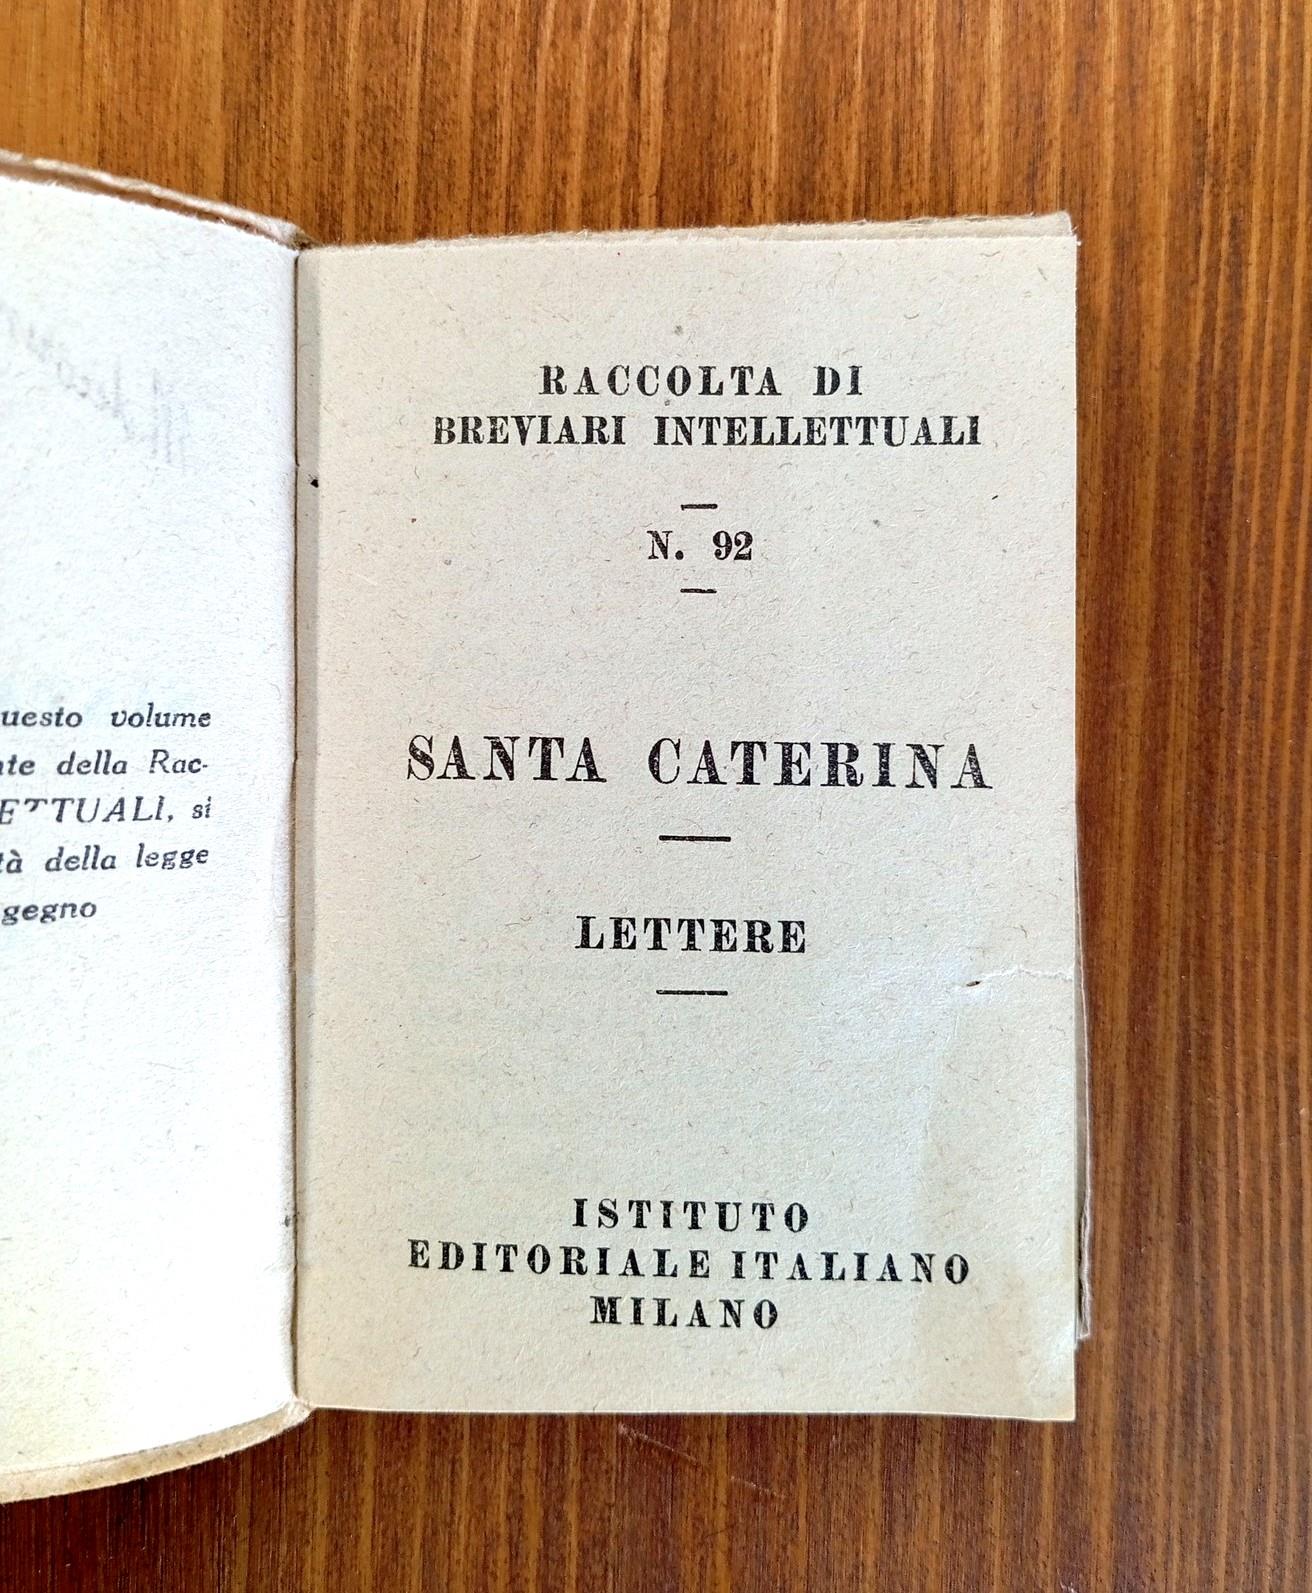 uesto volume
nte della Rac-
ETTUALI, si
tà della legge
gegno
RACCOLTA DI
BREVIARI INTELLETTUALI
N. 92
SANTA CATERINA
LETTERE
ISTITUTO
EDITORIALE ITALIANO
MILANO